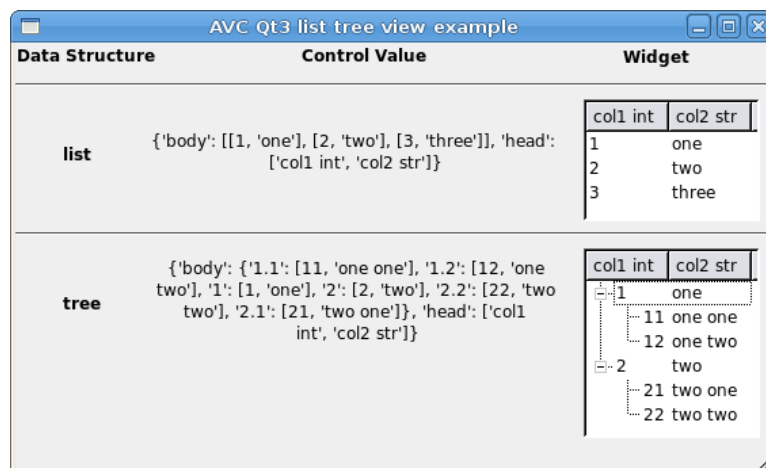 AVC Qt3 list tree view example
Data Structure Control Value Widget
list
{'body': [[1, 'one'], [2, 'two'], [3, 'three']], 'head':
['col1 int', 'col2 str']}
col1 int col2 str
1 one
2 two
3 three
tree
{'body': {'1.1': [11, 'one one'], '1.2': [12, 'one
two'], '1': [1, 'one'], '2': [2, 'two'], '2.2': [22, 'two
two'], '2.1': [21, 'two one']}, 'head': ['col1
int', 'col2 str']}
col1 int col2 str
1 one
11 one one
12 one two
2 two
21 two one
22 two two